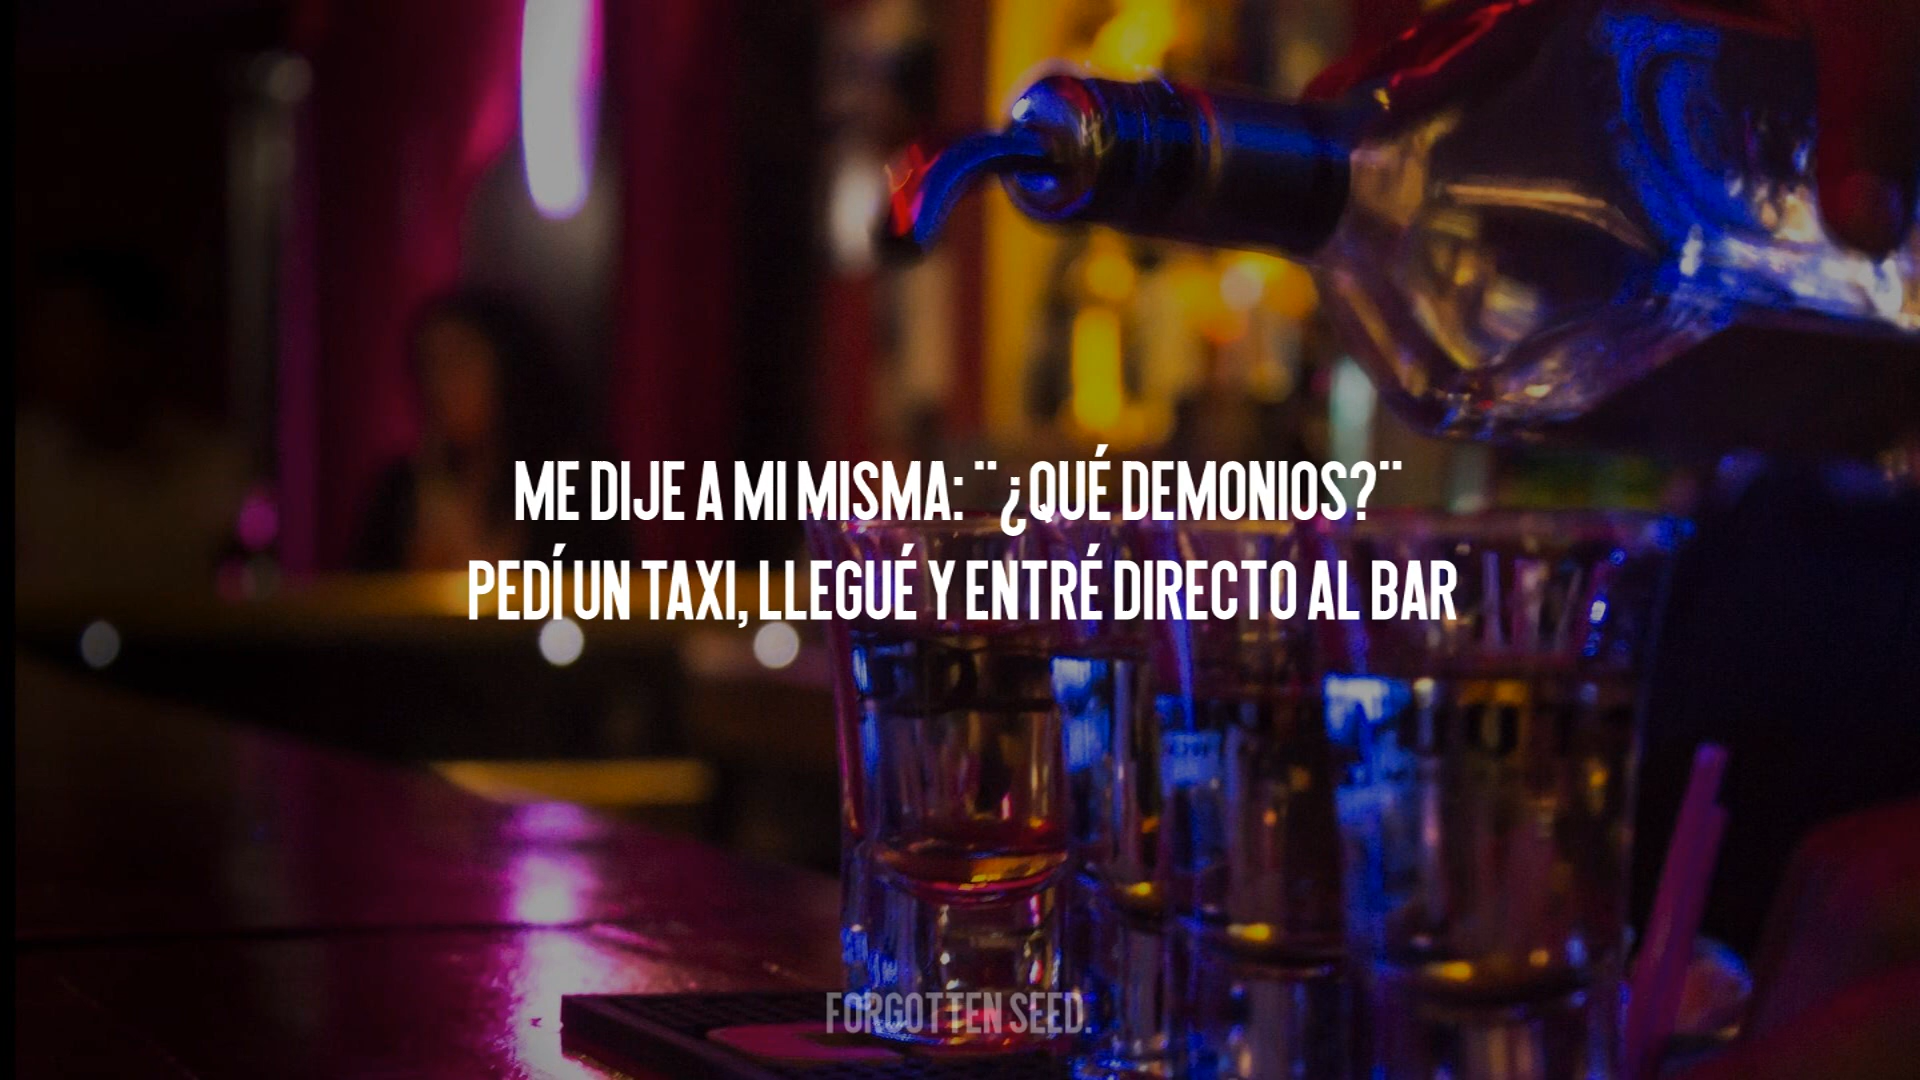 ME DIJE A MI MISMA: ¨¿QUÉ DEMONIOS?¨
PEDÍ UN TAXI, LLEGUÉ Y ENTRÉ DIRECTO AL BAR
FORGOTTEN SEED.